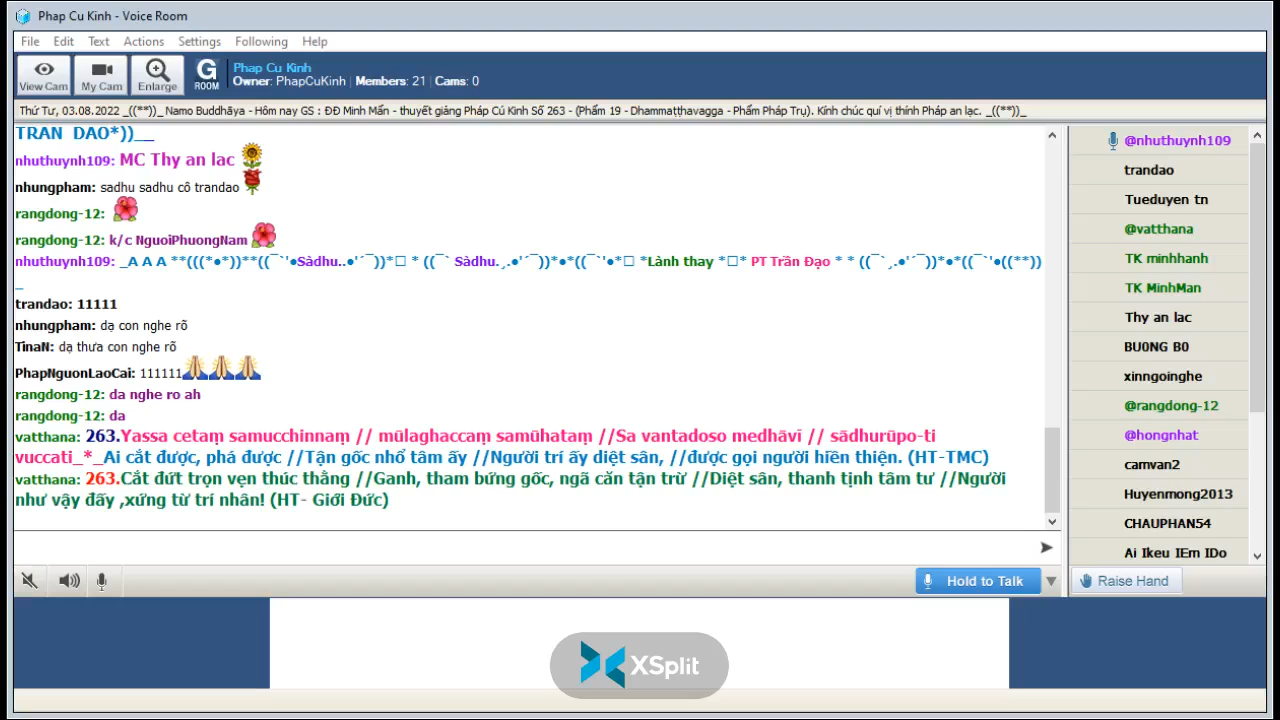 Phap Cu Kinh - Voice Room
File Edit Text Actions Settings Following Help
View Cam My Cam Enlarge G ROOM
Phap Cu Kinh
Owner: PhapCuKinh Members: 21 Cams: 0
Thứ Tư, 03.08.2022 _((**))_ Namo Buddhāya - Hôm nay GS : ĐĐ Minh Mẫn - thuyết giảng Pháp Cú Kinh Số 263 - (Phẩm 19 - Dhammaṭṭhavagga - Phẩm Pháp Trụ). Kính chúc quí vị thính Pháp an lạc. _((**))_
TRAN DAO*))__
nhuthuynh109: MC Thy an lac
nhungpham: sadhu sadhu cô trandao
rangdong-12:
rangdong-12: k/c NguoiPhuongNam
nhuthuynh109: _A A A **(((*●*))**((¯`'●Sàdhu..●'´¯))*□ * ((¯` Sàdhu.¸.●'´¯))*●*((¯`'●*□ *Lành thay *□* PT Trần Đạo * * ((¯`¸.●'´¯))*●*((¯`'●((**))
_
trandao: 11111
nhungpham: dạ con nghe rõ
TinaN: dạ thưa con nghe rõ
PhapNguonLaoCai: 111111
rangdong-12: da nghe ro ah
rangdong-12: da
vatthana: 263.Yassa cetaṃ samucchinnaṃ // mūlaghaccaṃ samūhataṃ //Sa vantadoso medhāvī // sādhurūpo-ti
vuccati_*_Ai cắt được, phá được //Tận gốc nhổ tâm ấy //Người trí ấy diệt sân, //được gọi người hiền thiện. (HT-TMC)
vatthana: 263.Cắt đứt trọn vẹn thúc thằng //Ganh, tham bứng gốc, ngã căn tận trừ //Diệt sân, thanh tịnh tâm tư //Người
như vậy đấy ,xứng từ trí nhân! (HT- Giới Đức)
@nhuthuynh109
trandao
Tueduyen tn
@vatthana
TK minhhanh
TK MinhMan
Thy an lac
BU0NG B0
xinngoinghe
@rangdong-12
@hongnhat
camvan2
Huyenmong2013
CHAUPHAN54
Ai Ikeu IEm IDo
Hold to Talk
Raise Hand
XSplit